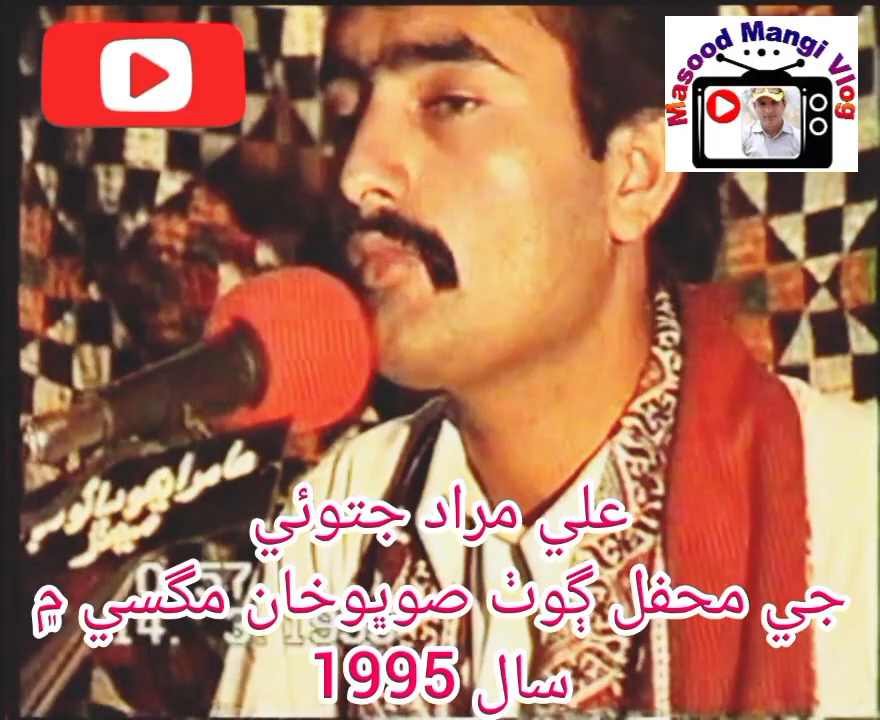 Masood Mangi Vlog
علي مراد جتوئي
جي محفل ڳوٺ صوڀوخان مگسي ۾
سال 1995